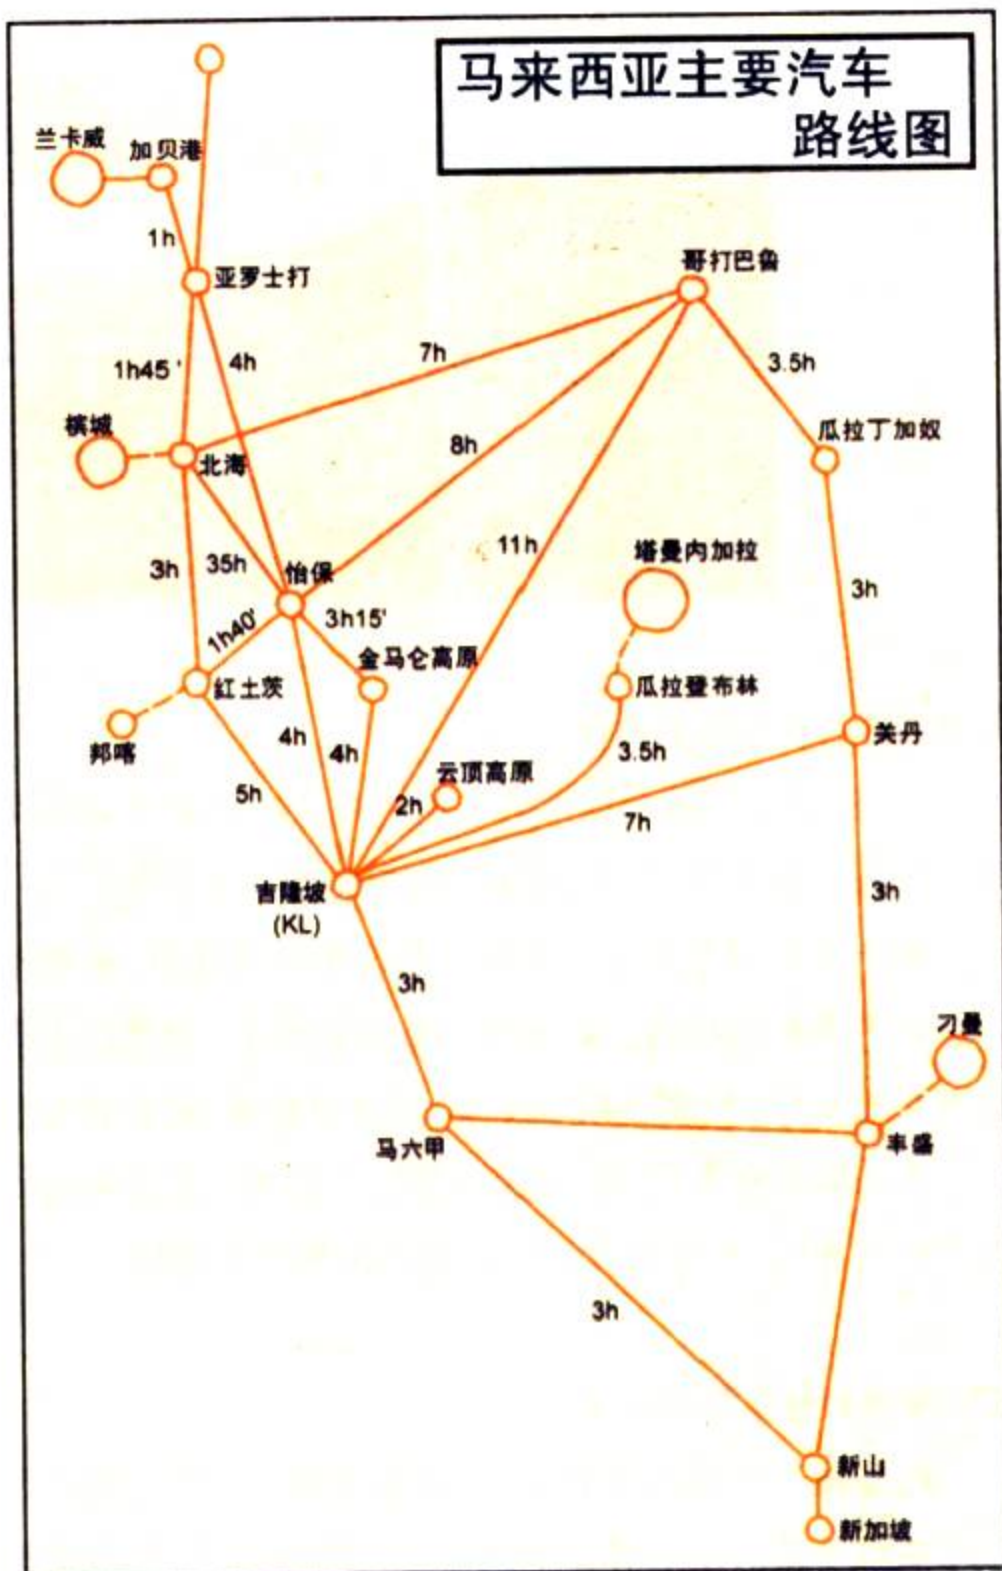 马来西亚主要汽车
路线图
兰卡威
加贝港
1h
亚罗士打
哥打巴鲁
1h45'
4h
7h
3.5h
槟城
北海
瓜拉丁加奴
8h
11h
塔曼内加拉
3h
35h
怡保
3h
1h40'
3h15'
金马仑高原
紅土茨
瓜拉登布林
邦喀
4h
4h
云顶高原
3.5h
关丹
5h
2h
7h
吉隆坡
(KL)
3h
3h
刁曼
马六甲
丰盛
3h
新山
新加坡